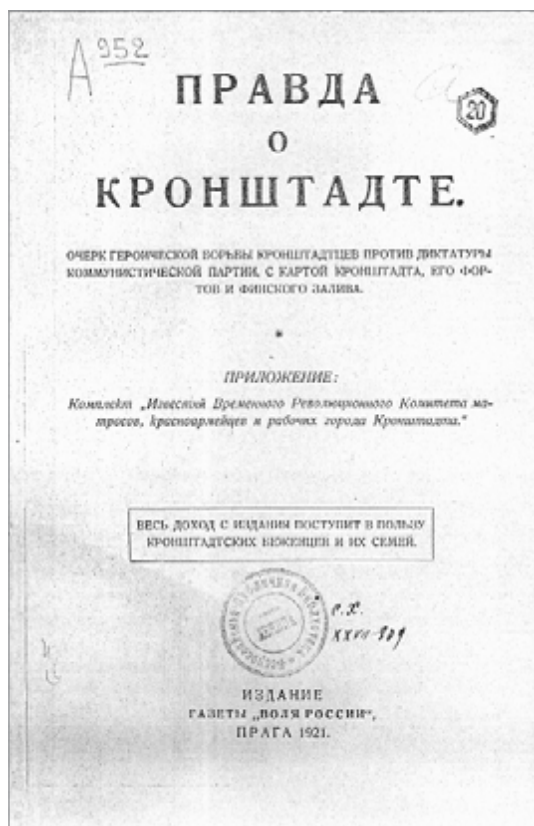 А 952
20
ПРАВДА
О
КРОНШТАДТЕ.
ОЧЕРК ГЕРОИЧЕСКОЙ БОРЬБЫ КРОНШТАДТЦЕВ ПРОТИВ ДИКТАТУРЫ
КОММУНИСТИЧЕСКОЙ ПАРТИИ, С КАРТОЙ КРОНШТАДТА, ЕГО ФОР-
ТОВ И ФИНСКОГО ЗАЛИВА.
*
ПРИЛОЖЕНИЕ:
Комплект „Известий Временного Революционного Комитета ма-
тросов, красноармейцев и рабочих города Кронштадта.“
ВЕСЬ ДОХОД С ИЗДАНИЯ ПОСТУПИТ В ПОЛЬЗУ
КРОНШТАДТСКИХ БЕЖЕНЦЕВ И ИХ СЕМЕЙ.
с.х.
XXVII-
ИЗДАНИЕ
ГАЗЕТЫ „ВОЛЯ РОССИИ“,
ПРАГА 1921.